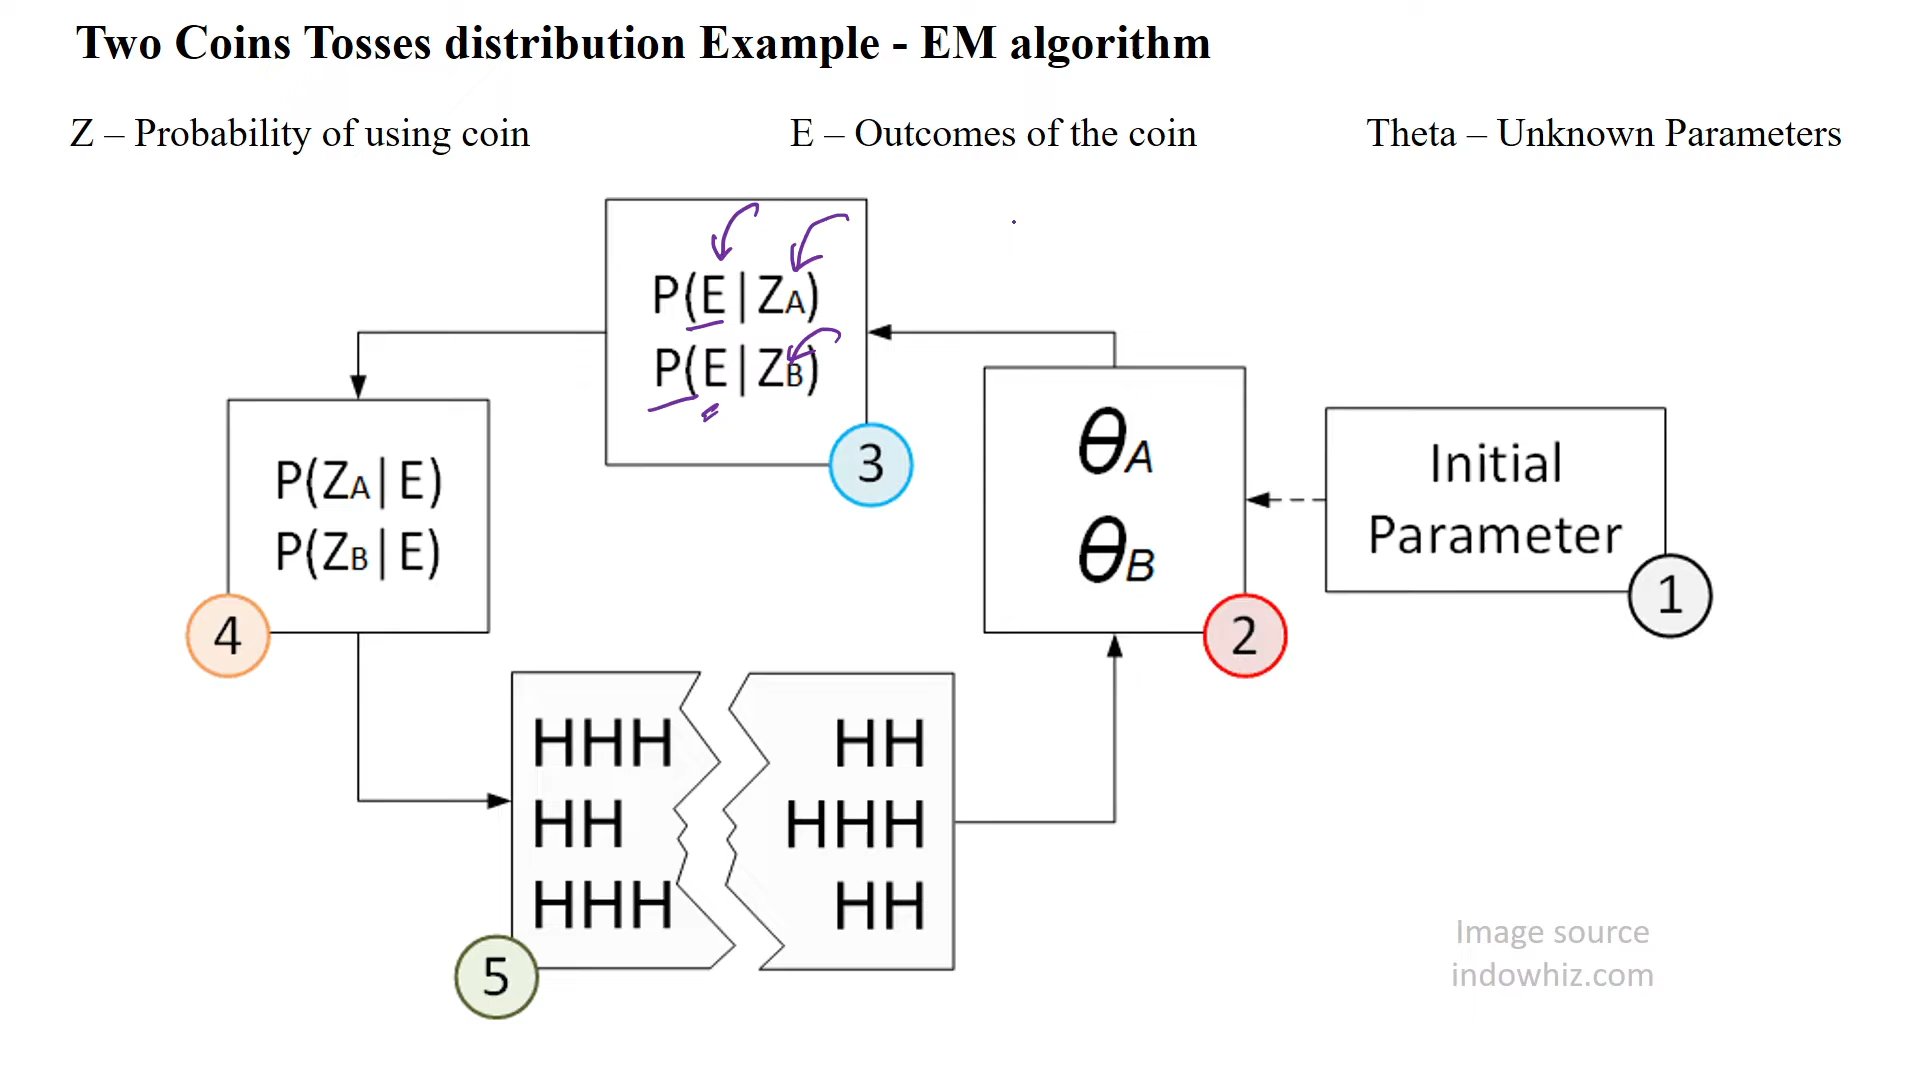 Two Coins Tosses distribution Example - EM algorithm
Z – Probability of using coin
E – Outcomes of the coin
Theta – Unknown Parameters
P(E|ZA)
P(E|ZB)
3
P(ZA|E)
P(ZB|E)
4
θA
θB
2
Initial
Parameter
1
HHH
HH
HHH
HH
HHH
HH
5
Image source
indowhiz.com